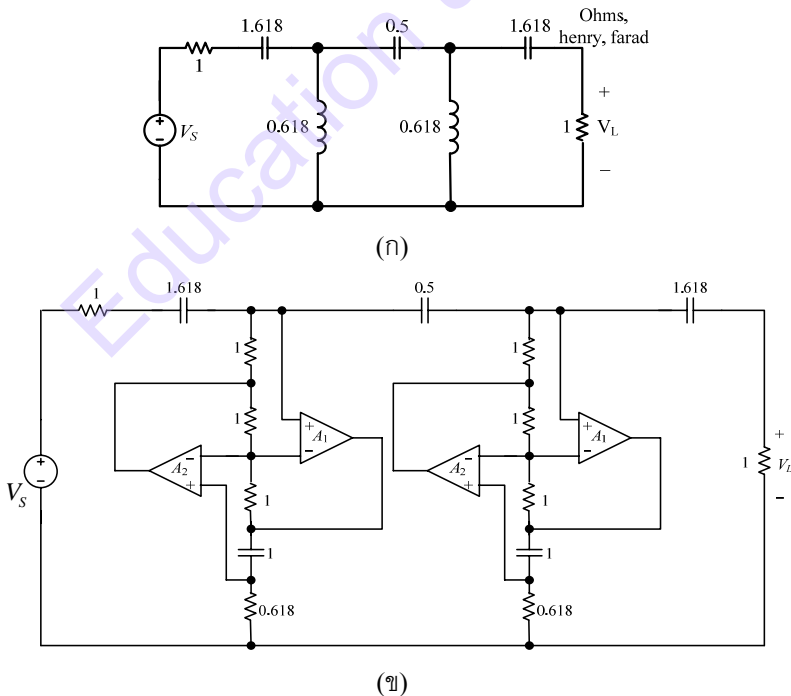 Education
1.618
0.5
1.618
Ohms,
henry, farad
1
+
−
V_S
0.618
0.618
1
+
V_L
−
(ก)
1
1.618
0.5
1.618
1
1
A_2
−
+
+
−
A_1
1
1
0.618
1
1
A_2
−
+
+
−
A_1
1
1
0.618
+
−
V_S
1
+
V_L
−
(ข)